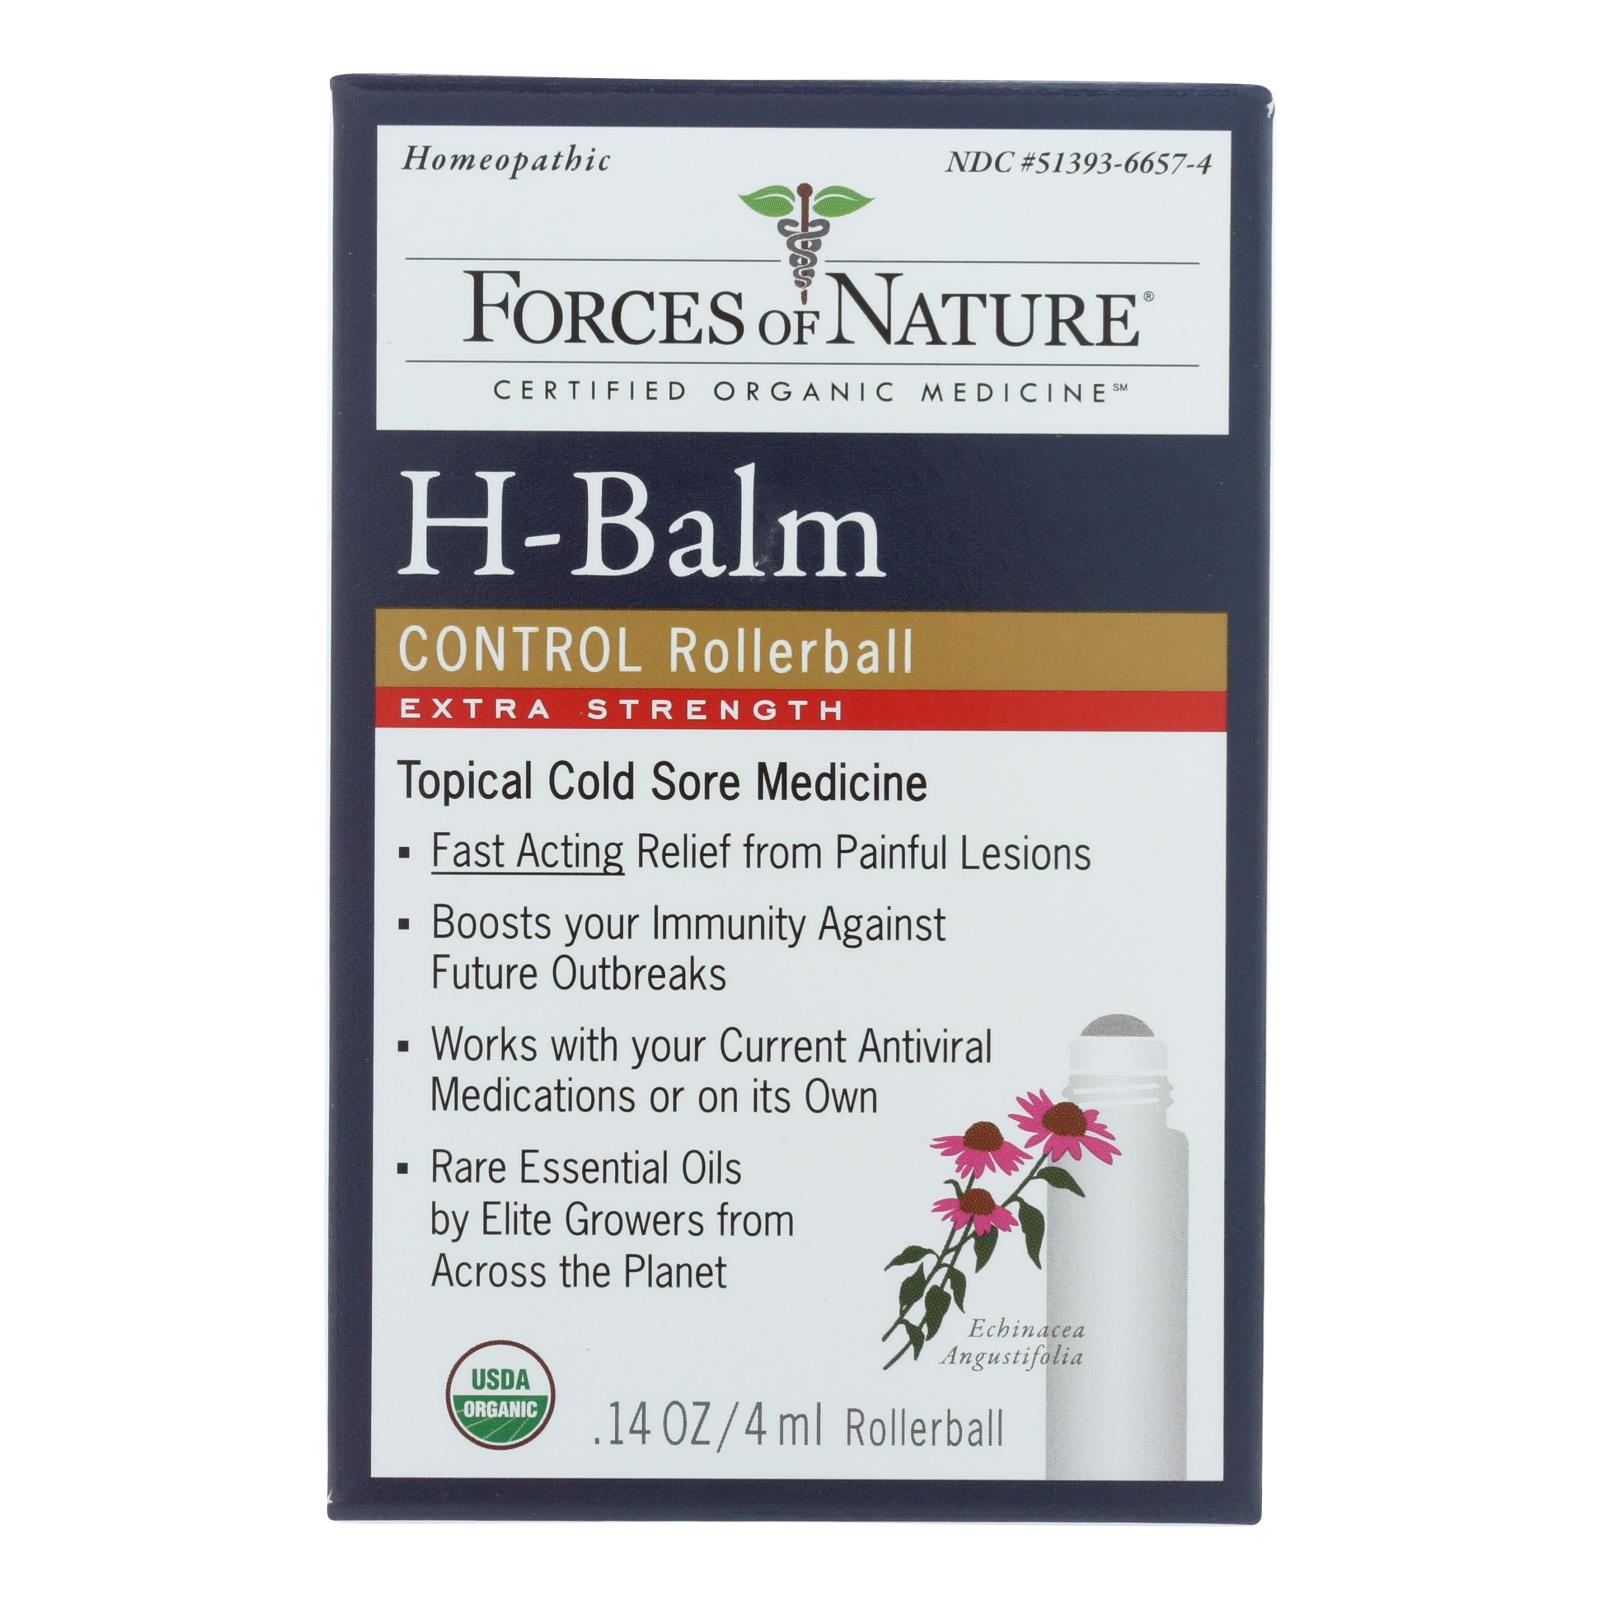 Homeopathic NDC #51393-6657-4
FORCES OF NATURE®
CERTIFIED ORGANIC MEDICINE℠
H-Balm
CONTROL Rollerball
EXTRA STRENGTH
Topical Cold Sore Medicine
▪ Fast Acting Relief from Painful Lesions
▪ Boosts your Immunity Against
Future Outbreaks
▪ Works with your Current Antiviral
Medications or on its Own
▪ Rare Essential Oils
by Elite Growers from
Across the Planet
Echinacea
Angustifolia
USDA
ORGANIC
.14 OZ/4 ml Rollerball